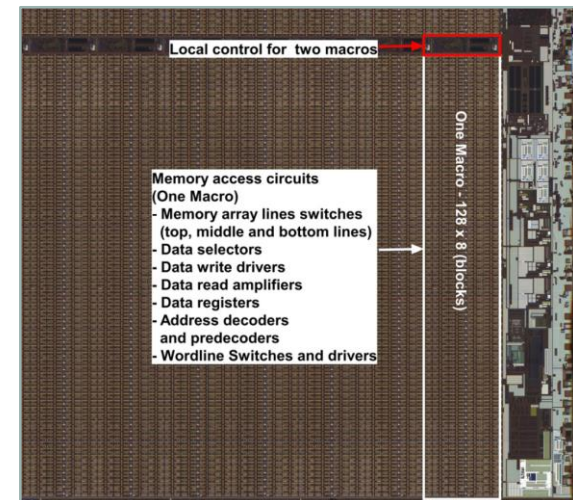 Local control for two macros
One Macro - 128 x 8 (blocks)
Memory access circuits
(One Macro)
- Memory array lines switches
(top, middle and bottom lines)
- Data selectors
- Data write drivers
- Data read amplifiers
- Data registers
- Address decoders
and predecoders
- Wordline Switches and drivers